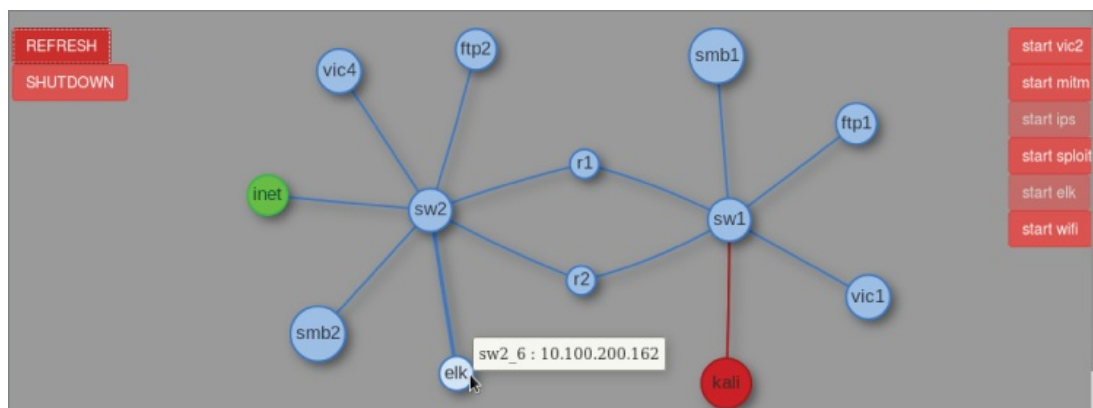 REFRESH
SHUTDOWN
vic4
ftp2
smb1
start vic2
start mitm
start ips
start sploit
start elk
start wifi
ftp1
r1
inet
sw2
sw1
r2
vic1
smb2
sw2_6 : 10.100.200.162
elk
kali